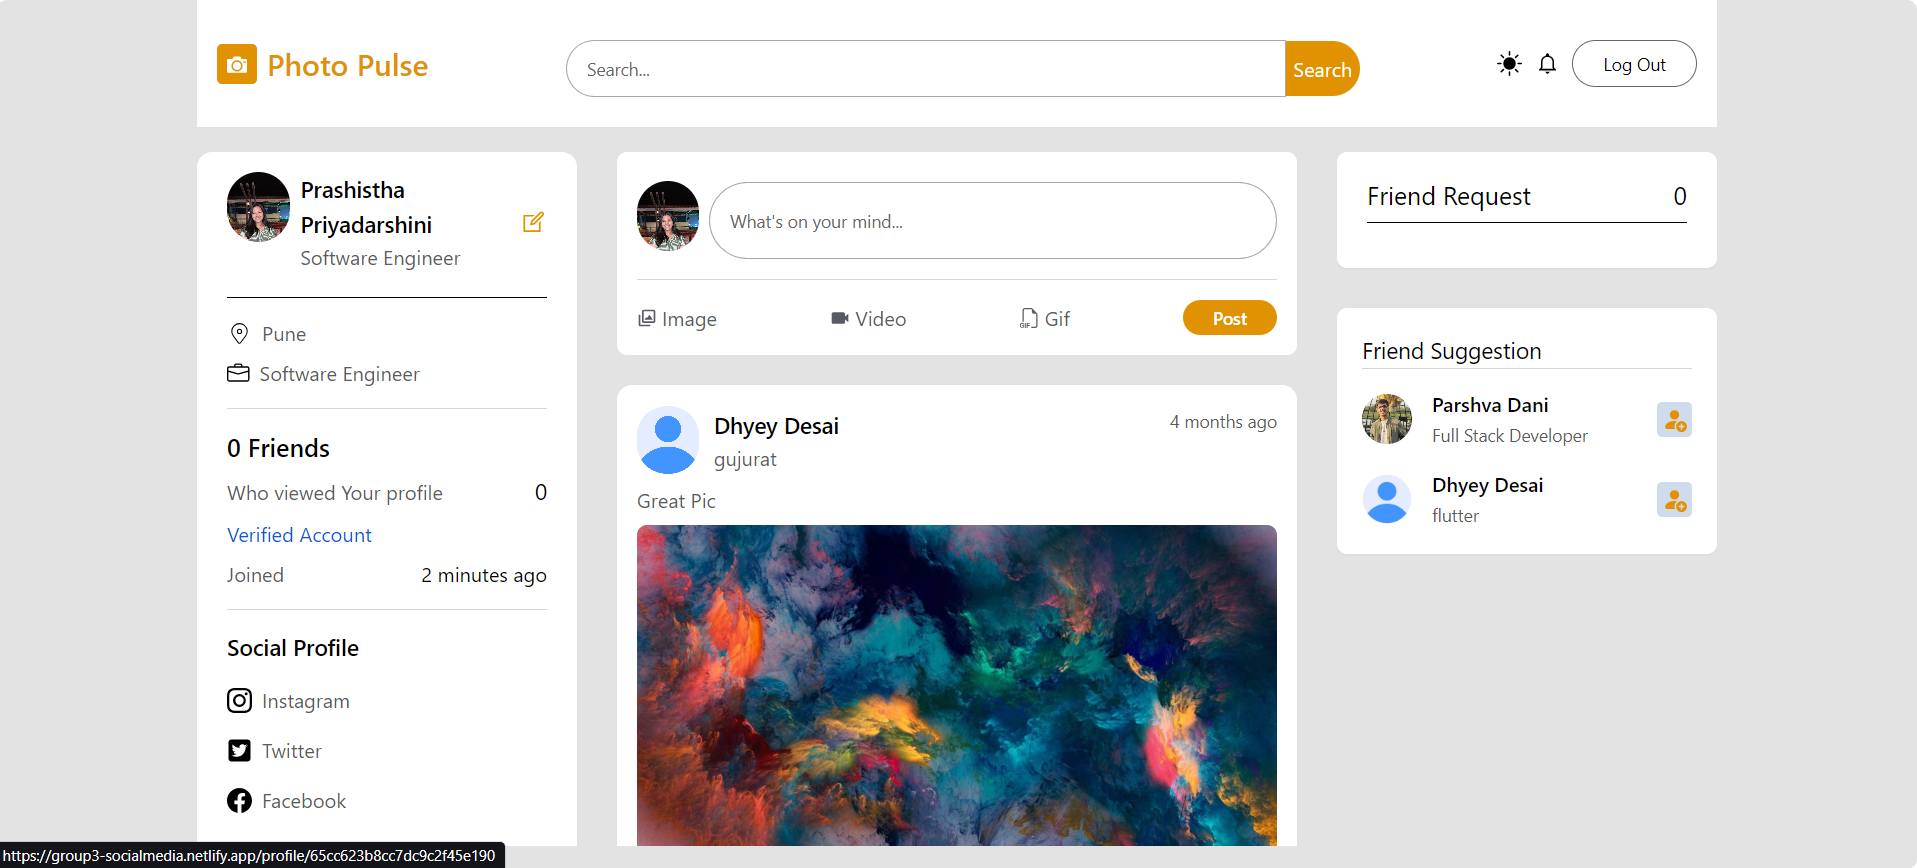 Photo Pulse
Search...
Search
Log Out
Prashistha
Priyadarshini
Software Engineer
Pune
Software Engineer
0 Friends
Who viewed Your profile 0
Verified Account
Joined 2 minutes ago
Social Profile
Instagram
Twitter
Facebook
What's on your mind...
Image
Video
GIF
Gif
Post
Dhyey Desai
4 months ago
gujurat
Great Pic
Friend Request 0
Friend Suggestion
Parshva Dani
Full Stack Developer
Dhyey Desai
flutter
https://group3-socialmedia.netlify.app/profile/65cc623b8cc7dc9c2f45e190